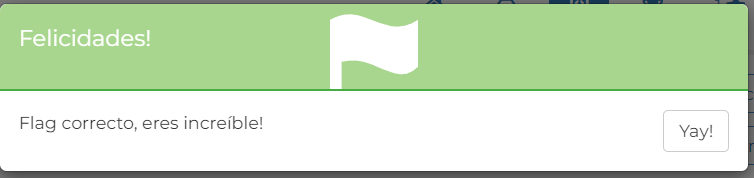 Felicidades!
Flag correcto, eres increíble!
Yay!